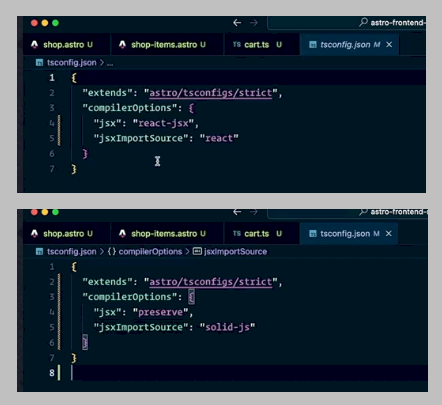 ← → astro-frontend-
shop.astro U shop-items.astro U TS cart.ts U tsconfig.json M ×
tsconfig.json > ...
1 {
2 "extends": "astro/tsconfigs/strict",
3 "compilerOptions": {
4 "jsx": "react-jsx",
5 "jsxImportSource": "react"
6 }
7 }
← → astro-frontend-
shop.astro U shop-items.astro U TS cart.ts U tsconfig.json M ×
tsconfig.json > {} compilerOptions > jsxImportSource
1 {
2 "extends": "astro/tsconfigs/strict",
3 "compilerOptions": {
4 "jsx": "preserve",
5 "jsxImportSource": "solid-js"
6 }
7 }
8